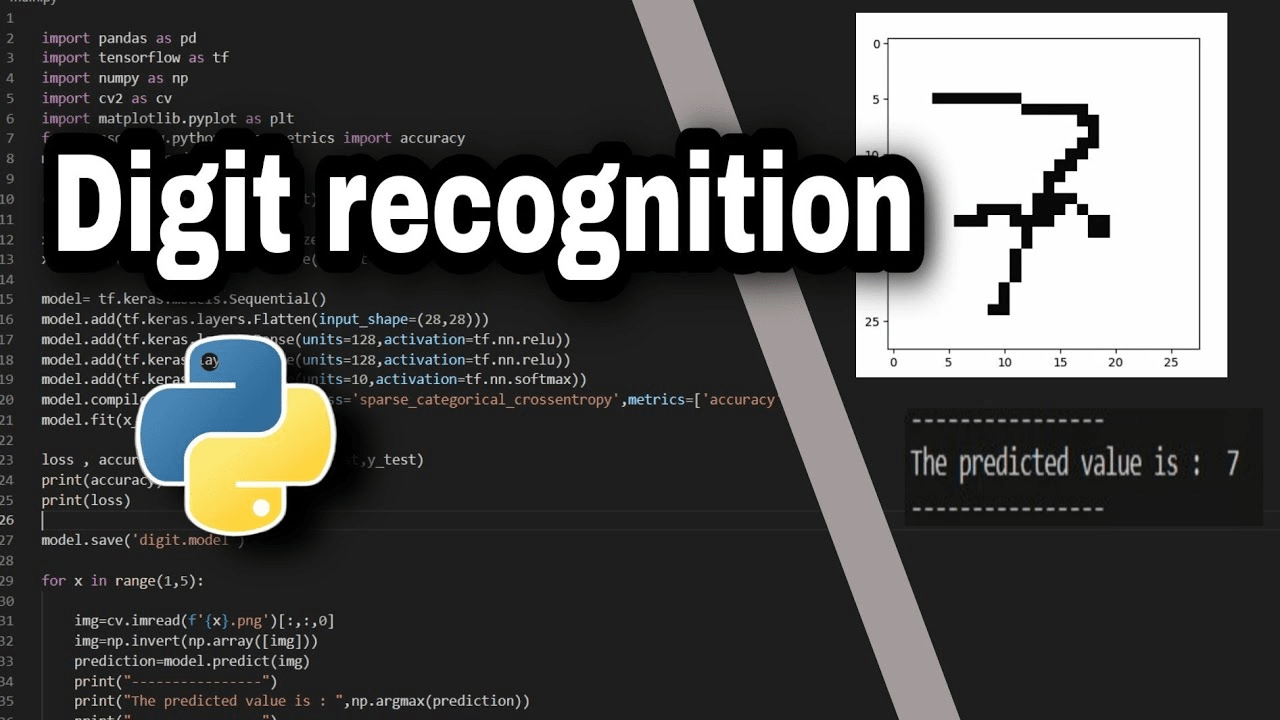 1
2 import pandas as pd
3 import tensorflow as tf
4 import numpy as np
5 import cv2 as cv
6 import matplotlib.pyplot as plt
7 import accuracy
8
9
10
11
12
13
14
15 model= tf.keras.models.Sequential()
16 model.add(tf.keras.layers.Flatten(input_shape=(28,28)))
17 model.add(tf.keras. (units=128,activation=tf.nn.relu))
18 model.add(tf.keras. (units=128,activation=tf.nn.relu))
19 model.add(tf.keras (units=10,activation=tf.nn.softmax))
20 ='sparse_categorical_crossentropy',metrics=['accuracy'
21 model.fit(x_
22
23 loss , ,y_test)
24 print(accuracy)
25 print(loss)
26
27 model.save('digit.model')
28
29 for x in range(1,5):
30
31 img=cv.imread(f'{x}.png')[:,:,0]
32 img=np.invert(np.array([img]))
33 prediction=model.predict(img)
34 print("----------------")
35 print("The predicted value is : ",np.argmax(prediction))
Digit recognition
0
5
10
25
0 5 10 15 20 25
7
----------------
The predicted value is : 7
----------------